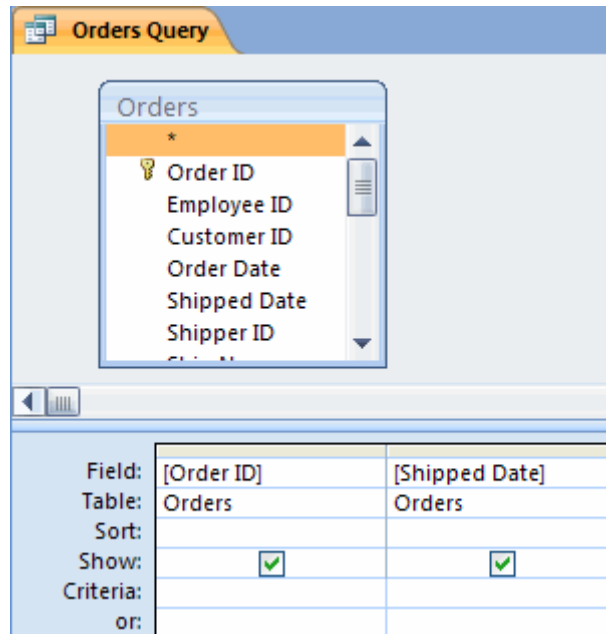 Orders Query
Orders
*
Order ID
Employee ID
Customer ID
Order Date
Shipped Date
Shipper ID
Field: [Order ID] [Shipped Date]
Table: Orders Orders
Sort:
Show:
Criteria:
or: